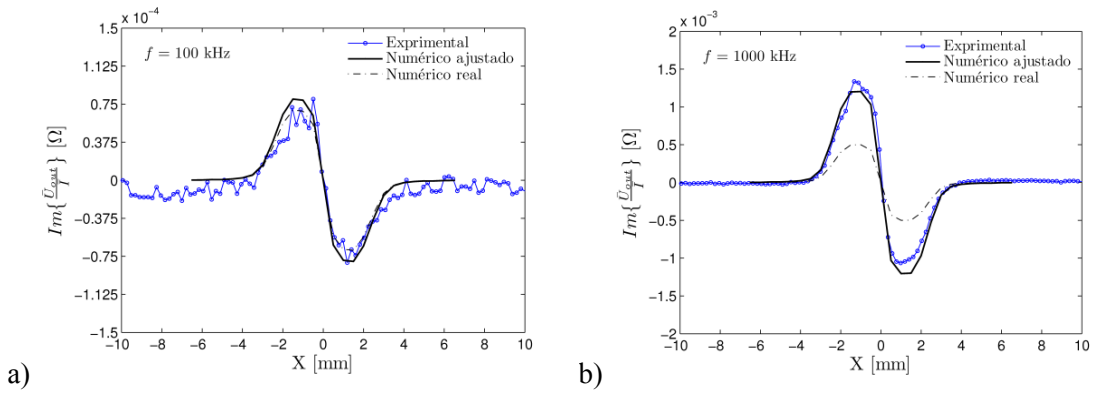 x 10⁻⁴
1.5
1.125
0.75
0.375
0
−0.375
−0.75
−1.125
−1.5
Im{Ūout/I} [Ω]
f = 100 kHz
Exprimental
Numérico ajustado
Numérico real
−10 −8 −6 −4 −2 0 2 4 6 8 10
X [mm]
a)
x 10⁻³
2
1.5
1
0.5
0
−0.5
−1
−1.5
−2
Im{Ūout/I} [Ω]
f = 1000 kHz
Exprimental
Numérico ajustado
Numérico real
−10 −8 −6 −4 −2 0 2 4 6 8 10
X [mm]
b)